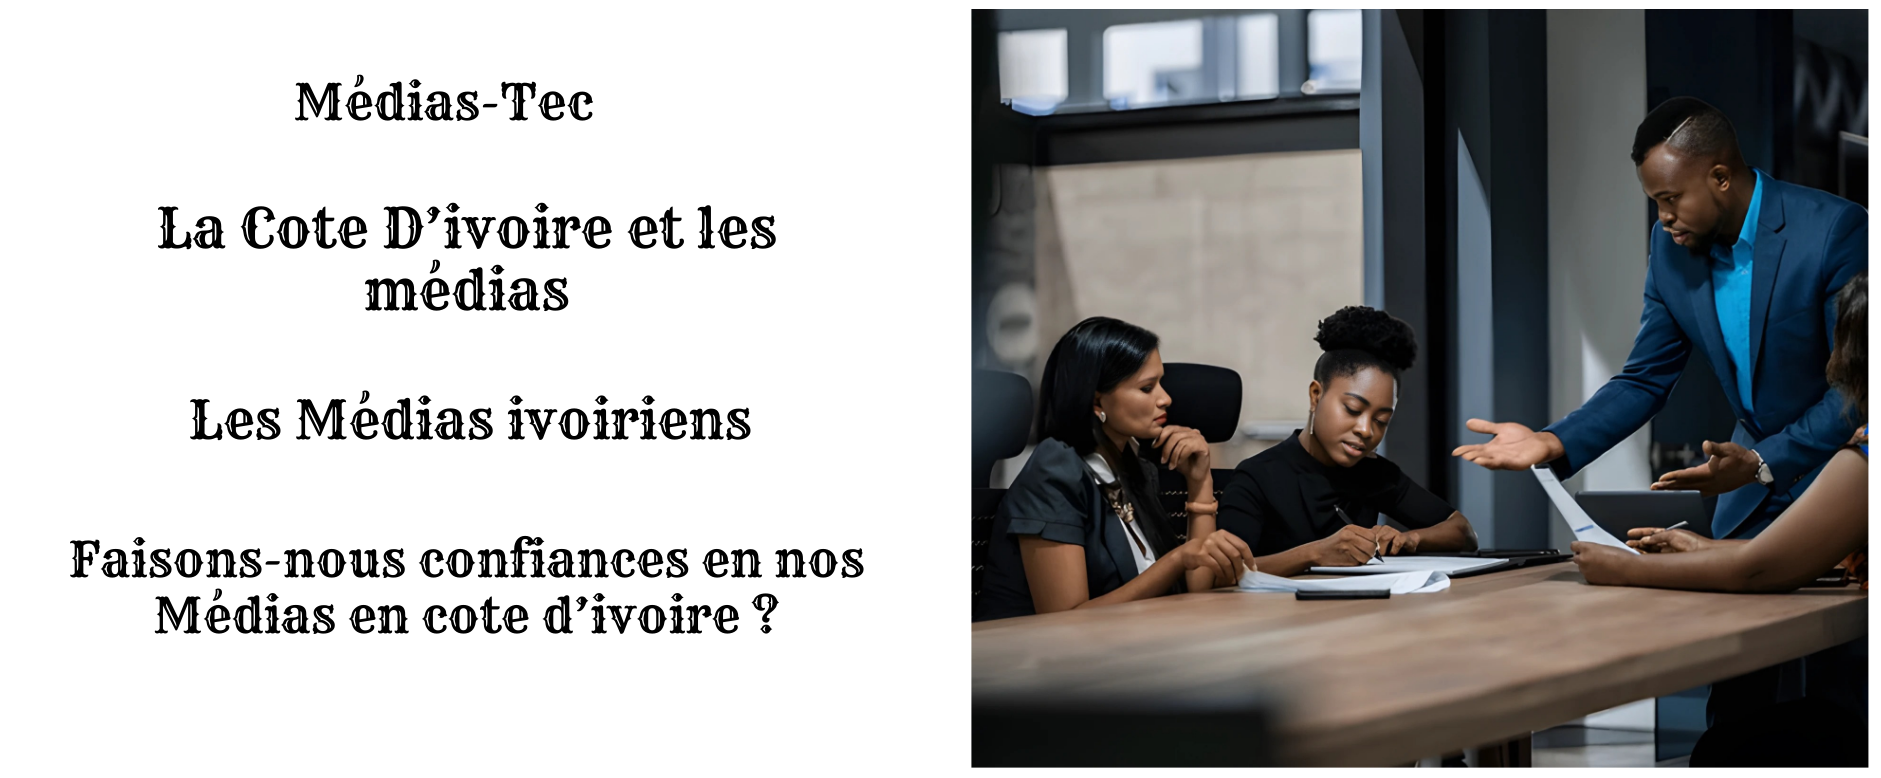 Médias-Tec
La Cote D’ivoire et les
médias
Les Médias ivoiriens
Faisons-nous confiances en nos
Médias en cote d’ivoire ?